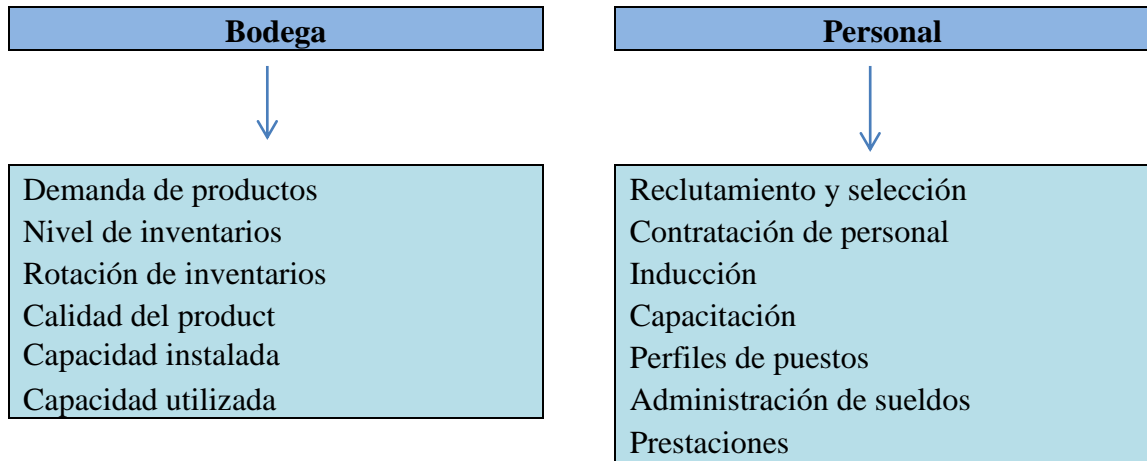 Bodega
Demanda de productos
Nivel de inventarios
Rotación de inventarios
Calidad del product
Capacidad instalada
Capacidad utilizada
Personal
Reclutamiento y selección
Contratación de personal
Inducción
Capacitación
Perfiles de puestos
Administración de sueldos
Prestaciones